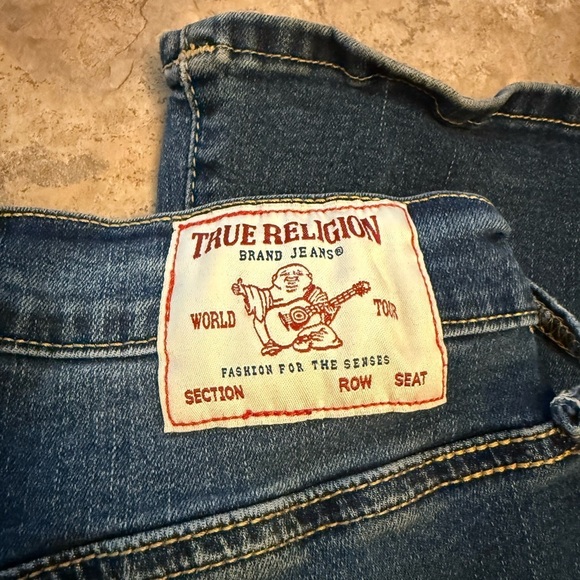 TRUE RELIGION
BRAND JEANS®
WORLD TOUR
FASHION FOR THE SENSES
SECTION ROW SEAT